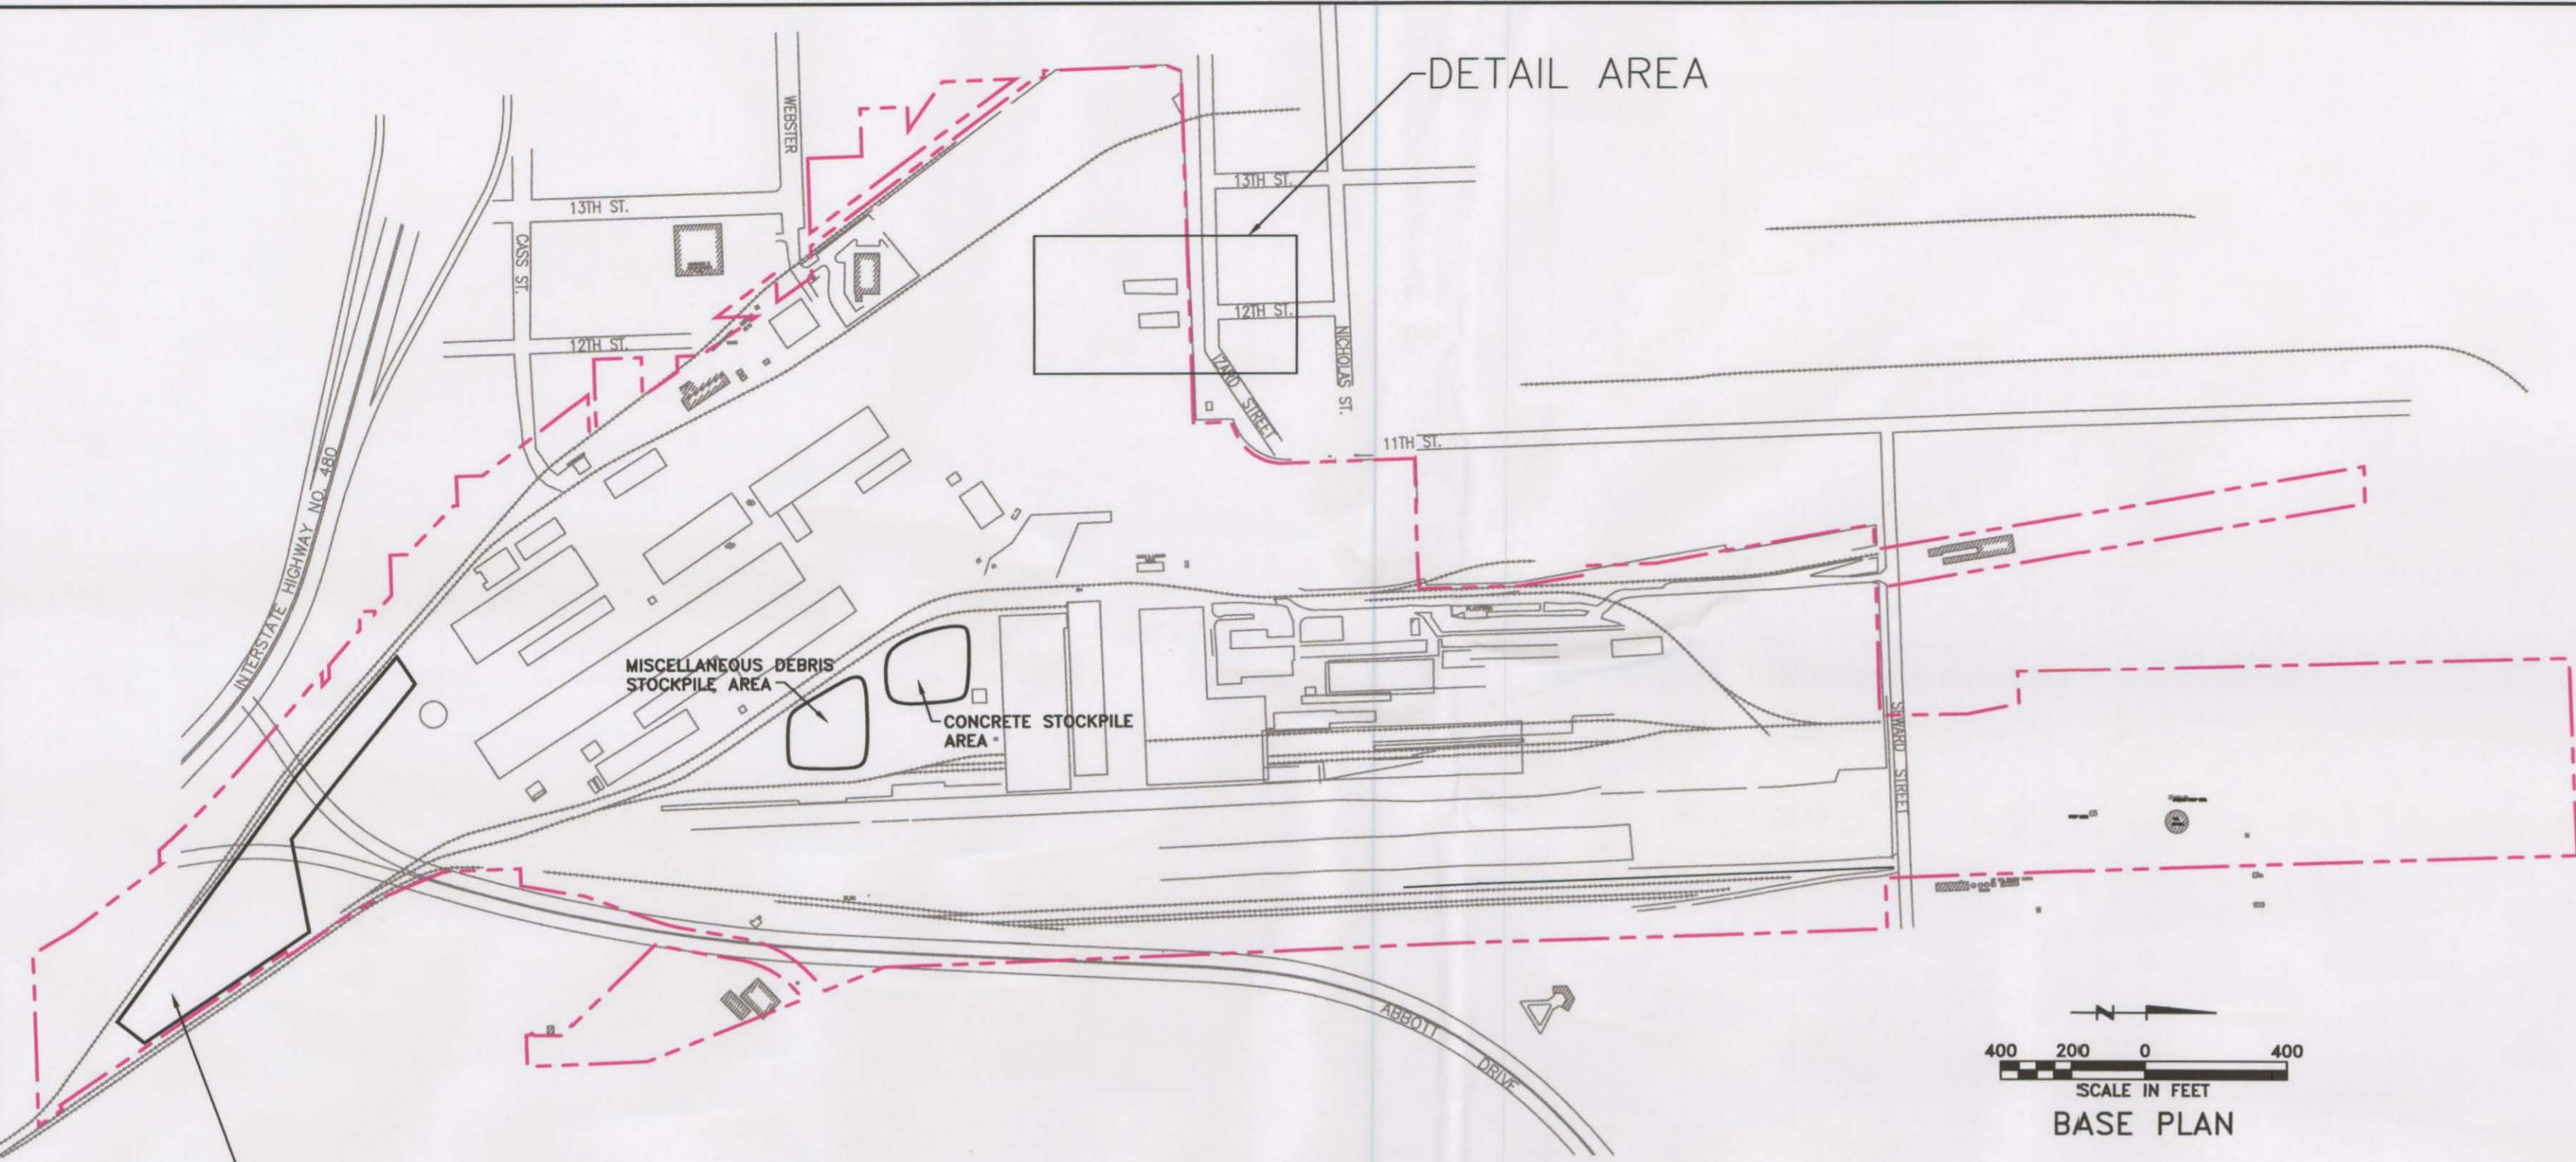 DETAIL AREA
WEBSTER
13TH ST.
13TH ST.
CASS ST.
12TH ST.
12TH ST.
NICHOLAS ST.
IZARD STREET
11TH ST.
INTERSTATE HIGHWAY NO. 480
MISCELLANEOUS DEBRIS
STOCKPILE AREA
CONCRETE STOCKPILE
AREA
SEWARD STREET
ABBOTT DRIVE
N
400 200 0 400
SCALE IN FEET
BASE PLAN